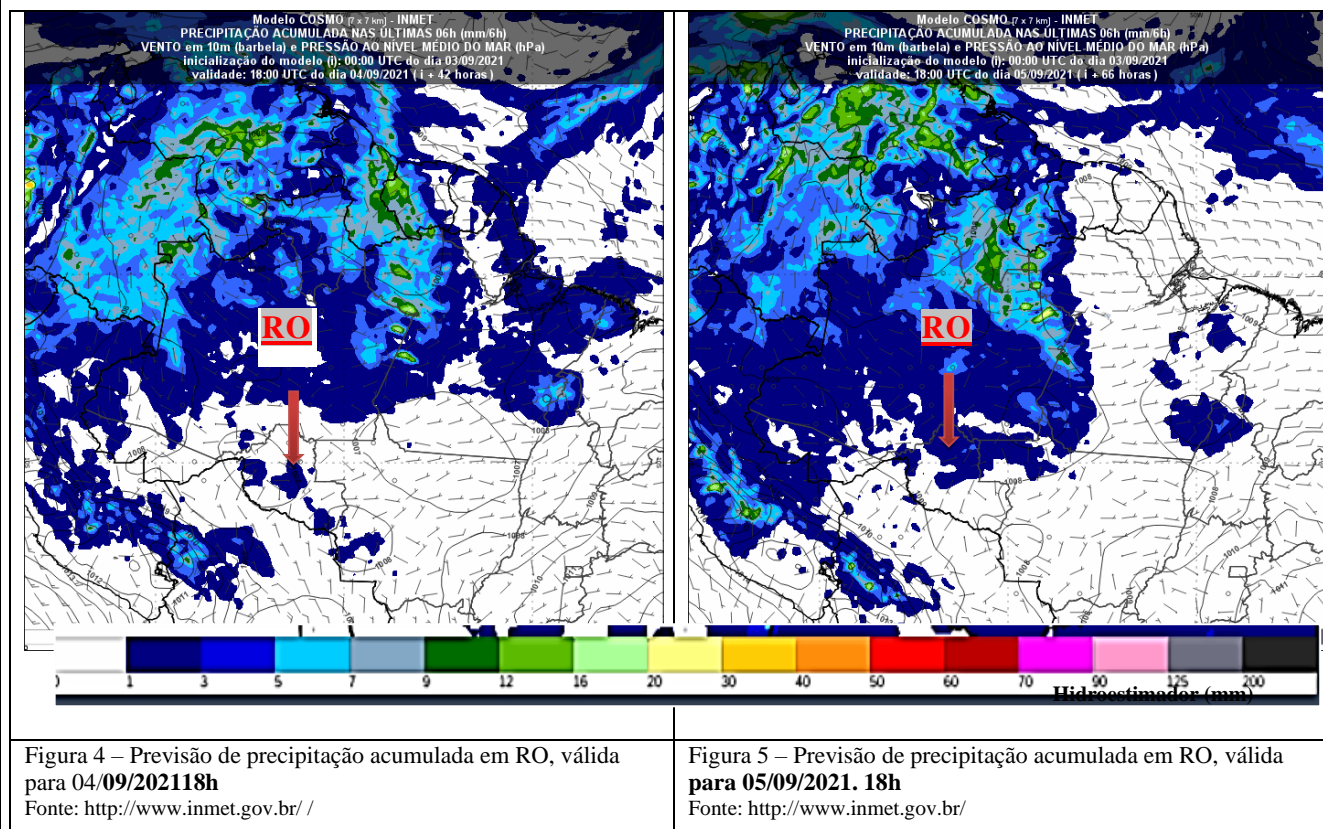 Modelo COSMO [7 x 7 km] - INMET
PRECIPITAÇÃO ACUMULADA NAS ÚLTIMAS 06h (mm/6h)
VENTO em 10m (barbela) e PRESSÃO AO NÍVEL MÉDIO DO MAR (hPa)
inicialização do modelo (i): 00:00 UTC do dia 03/09/2021
validade: 18:00 UTC do dia 04/09/2021 ( i + 42 horas )
RO
Modelo COSMO [7 x 7 km] - INMET
PRECIPITAÇÃO ACUMULADA NAS ÚLTIMAS 06h (mm/6h)
VENTO em 10m (barbela) e PRESSÃO AO NÍVEL MÉDIO DO MAR (hPa)
inicialização do modelo (i): 00:00 UTC do dia 03/09/2021
validade: 18:00 UTC do dia 05/09/2021 ( i + 66 horas )
RO
1 3 5 7 9 12 16 20 30 40 50 60 70 90 125 200
Hidroestimador (mm)
Figura 4 – Previsão de precipitação acumulada em RO, válida
para 04/09/202118h
Fonte: http://www.inmet.gov.br/ /
Figura 5 – Previsão de precipitação acumulada em RO, válida
para 05/09/2021. 18h
Fonte: http://www.inmet.gov.br/